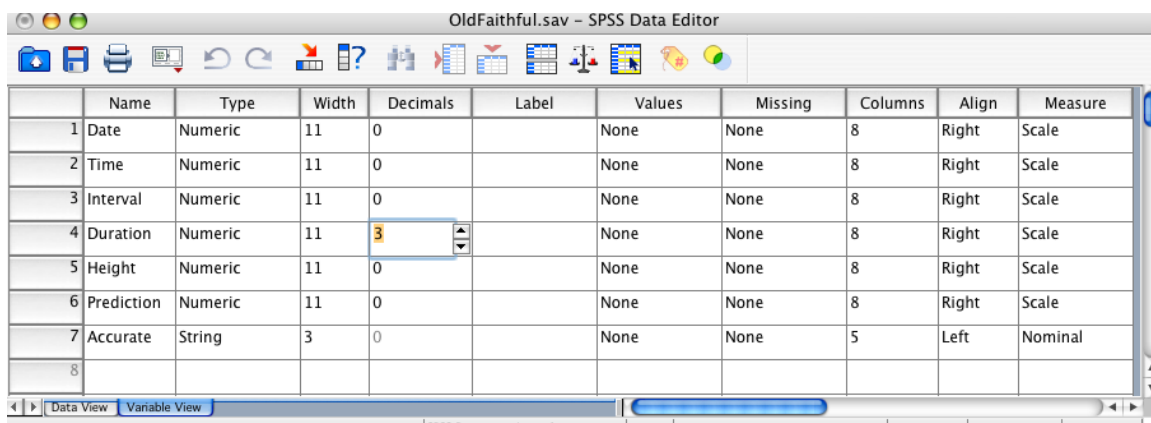 OldFaithful.sav – SPSS Data Editor
Name Type Width Decimals Label Values Missing Columns Align Measure
1 Date Numeric 11 0 None None 8 Right Scale
2 Time Numeric 11 0 None None 8 Right Scale
3 Interval Numeric 11 0 None None 8 Right Scale
4 Duration Numeric 11 3 None None 8 Right Scale
5 Height Numeric 11 0 None None 8 Right Scale
6 Prediction Numeric 11 0 None None 8 Right Scale
7 Accurate String 3 0 None None 5 Left Nominal
8
Data View Variable View